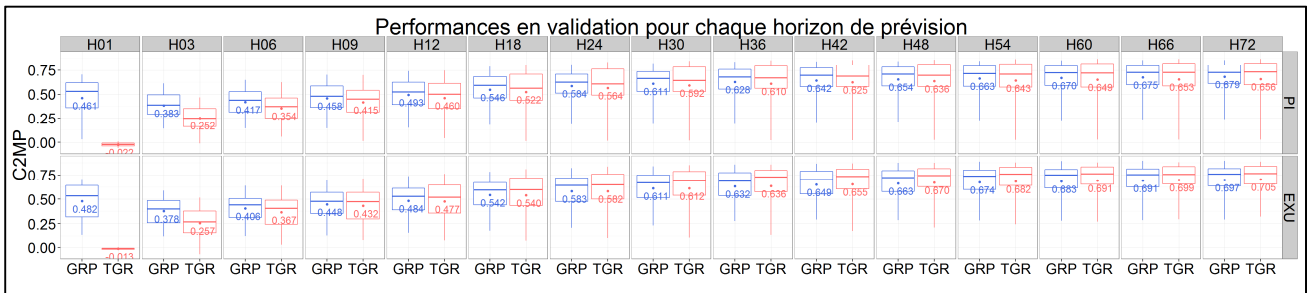 Performances en validation pour chaque horizon de prévision
H01 H03 H06 H09 H12 H18 H24 H30 H36 H42 H48 H54 H60 H66 H72
C2MP
0.75
0.50
0.25
0.00
0.461 -0.022 0.383 0.252 0.417 0.354 0.458 0.415 0.493 0.460 0.546 0.522 0.584 0.564 0.611 0.592 0.628 0.610 0.642 0.625 0.654 0.636 0.663 0.643 0.670 0.649 0.675 0.653 0.679 0.656
PI
0.75
0.50
0.25
0.00
0.482 -0.013 0.378 0.257 0.406 0.367 0.448 0.432 0.484 0.477 0.542 0.540 0.583 0.582 0.611 0.612 0.632 0.636 0.649 0.655 0.663 0.670 0.674 0.682 0.683 0.691 0.691 0.699 0.697 0.705
EXU
GRP TGR GRP TGR GRP TGR GRP TGR GRP TGR GRP TGR GRP TGR GRP TGR GRP TGR GRP TGR GRP TGR GRP TGR GRP TGR GRP TGR GRP TGR